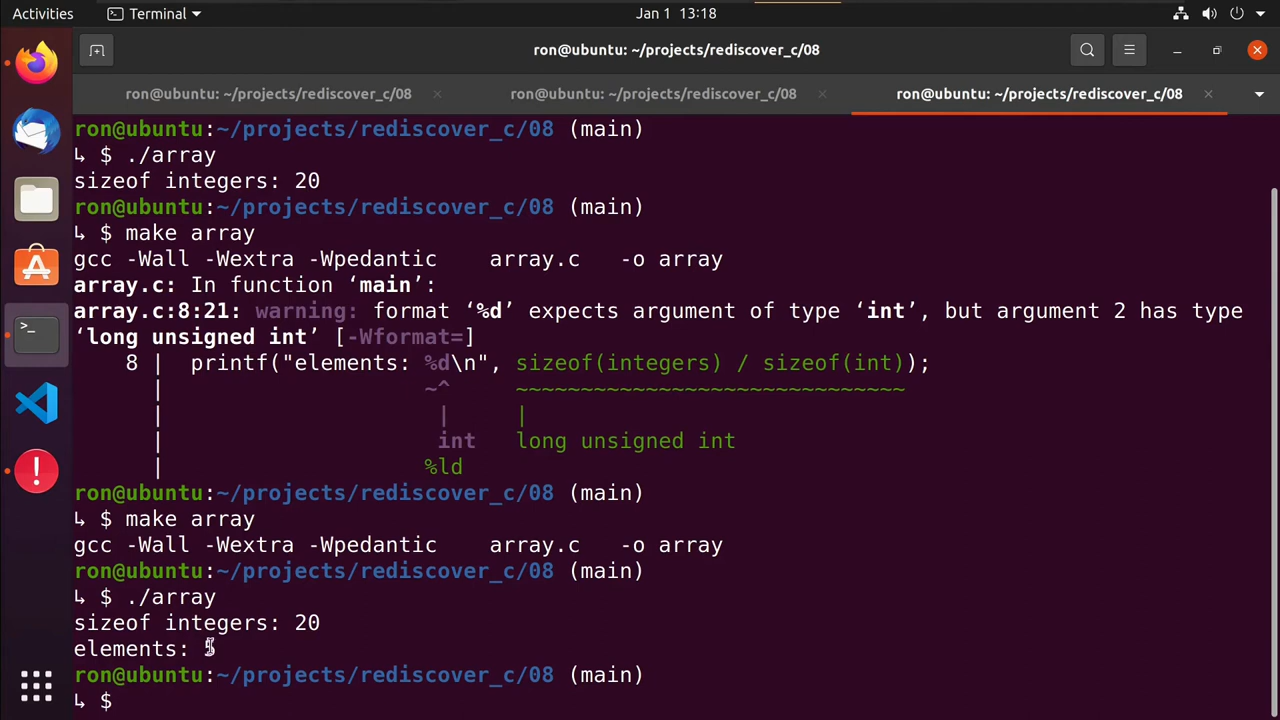 Activities Terminal Jan 1 13:18
ron@ubuntu: ~/projects/rediscover_c/08
ron@ubuntu: ~/projects/rediscover_c/08 × ron@ubuntu: ~/projects/rediscover_c/08 × ron@ubuntu: ~/projects/rediscover_c/08 ×
ron@ubuntu:~/projects/rediscover_c/08 (main)
↳ $ ./array
sizeof integers: 20
ron@ubuntu:~/projects/rediscover_c/08 (main)
↳ $ make array
gcc -Wall -Wextra -Wpedantic    array.c   -o array
array.c: In function ‘main’:
array.c:8:21: warning: format ‘%d’ expects argument of type ‘int’, but argument 2 has type
‘long unsigned int’ [-Wformat=]
    8 |  printf("elements: %d\n", sizeof(integers) / sizeof(int));
      |                    ~^     ~~~~~~~~~~~~~~~~~~~~~~~~~~~~~~
      |                     |     |
      |                     int   long unsigned int
      |                    %ld
ron@ubuntu:~/projects/rediscover_c/08 (main)
↳ $ make array
gcc -Wall -Wextra -Wpedantic    array.c   -o array
ron@ubuntu:~/projects/rediscover_c/08 (main)
↳ $ ./array
sizeof integers: 20
elements: 5
ron@ubuntu:~/projects/rediscover_c/08 (main)
↳ $